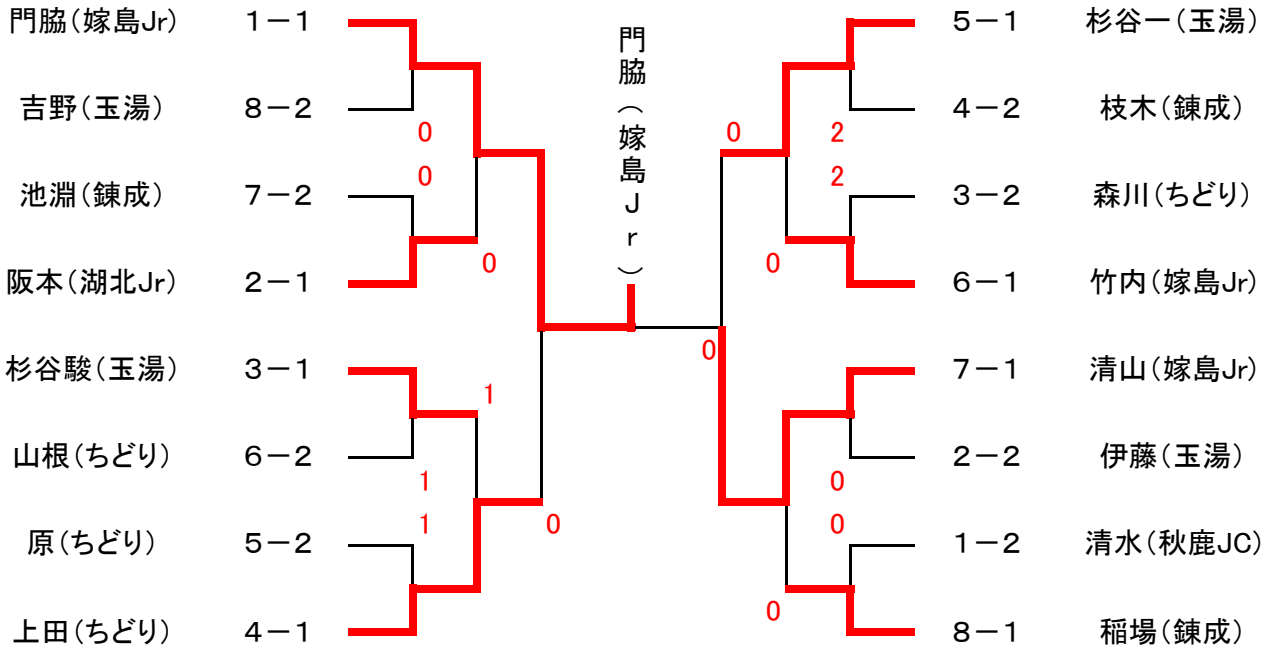 門脇(嫁島Jr) 1-1
吉野(玉湯) 8-2
0
0
池淵(錬成) 7-2
阪本(湖北Jr) 2-1
0
杉谷駿(玉湯) 3-1
1
山根(ちどり) 6-2
1
1
原(ちどり) 5-2
0
上田(ちどり) 4-1
門脇(嫁島Jr)
0
5-1 杉谷一(玉湯)
4-2 枝木(錬成)
0
2
2
3-2 森川(ちどり)
0
6-1 竹内(嫁島Jr)
7-1 清山(嫁島Jr)
2-2 伊藤(玉湯)
0
0
1-2 清水(秋鹿JC)
0
8-1 稲場(錬成)